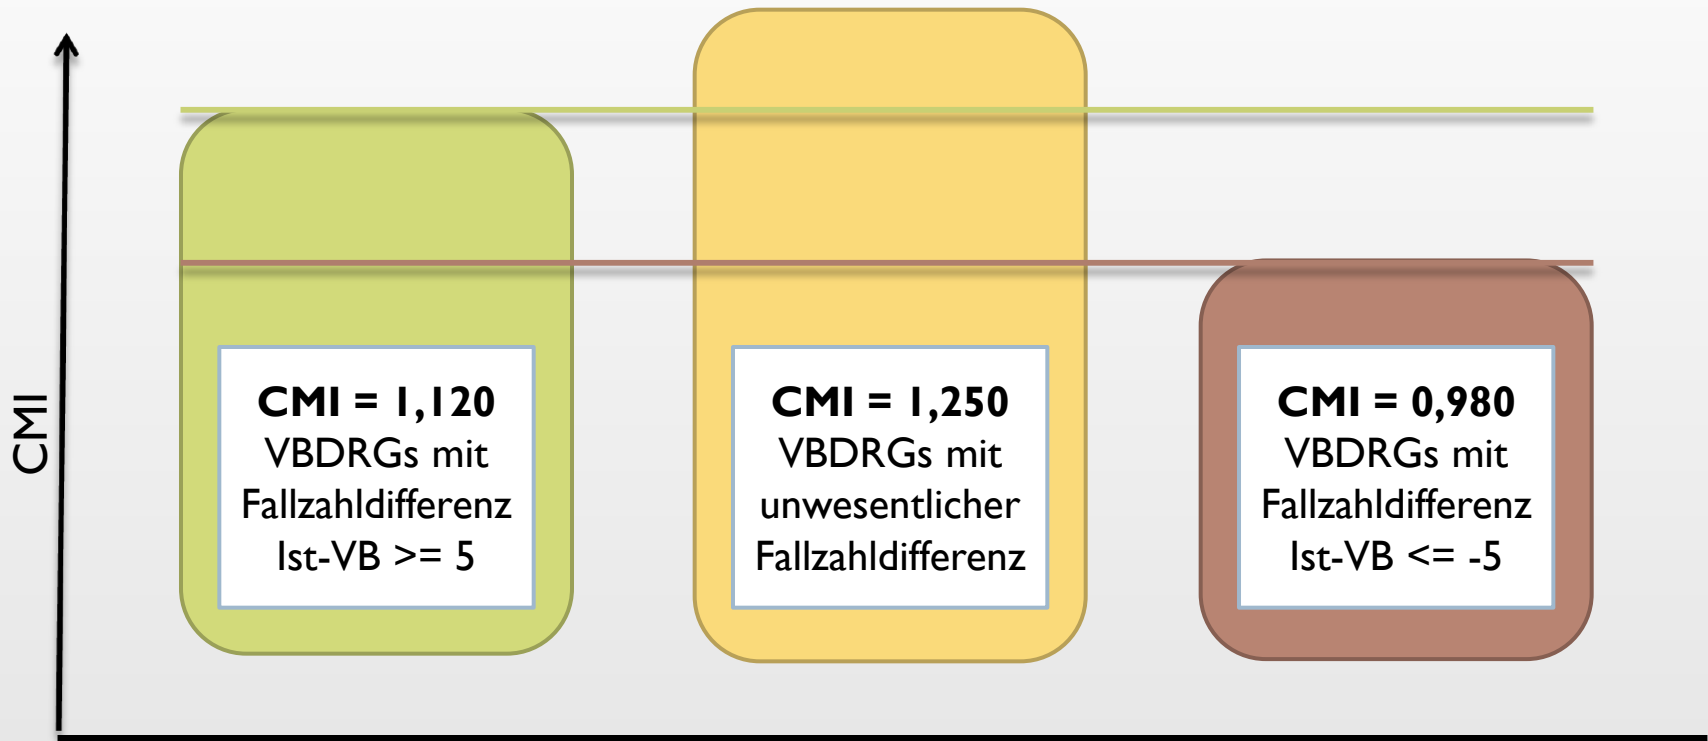 CMI
CMI = 1,120
VBDRGs mit
Fallzahldifferenz
Ist-VB >= 5
CMI = 1,250
VBDRGs mit
unwesentlicher
Fallzahldifferenz
CMI = 0,980
VBDRGs mit
Fallzahldifferenz
Ist-VB <= -5